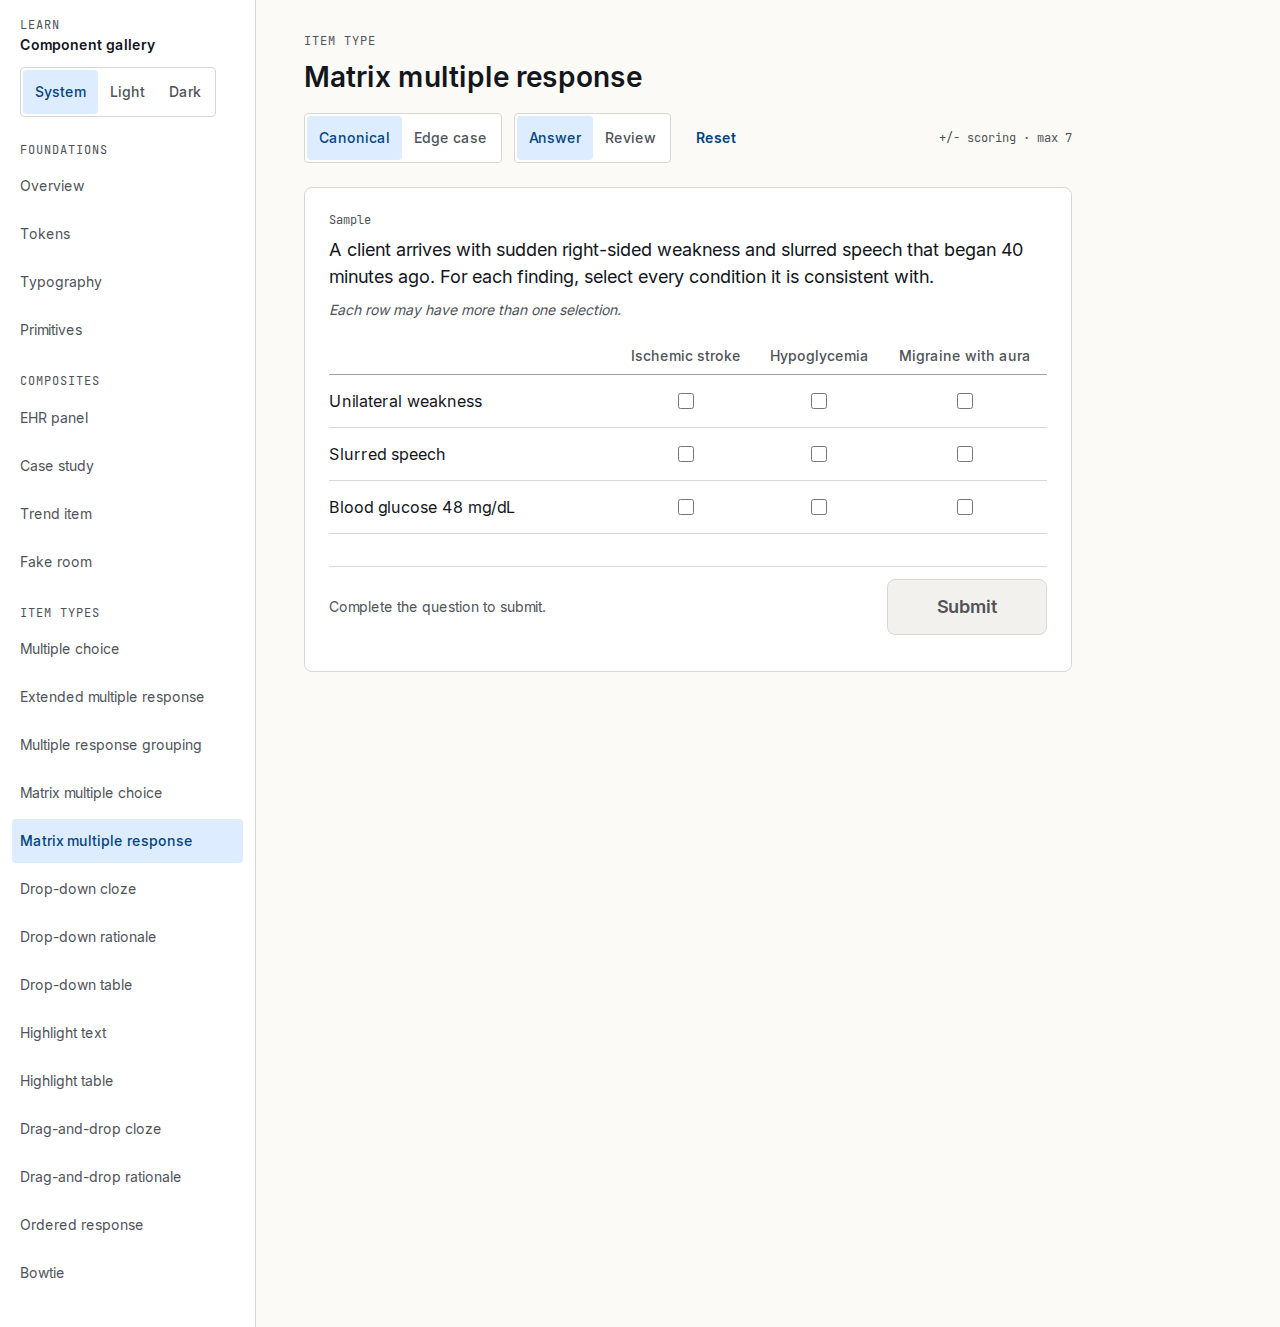 LEARN
Component gallery
System Light Dark
FOUNDATIONS
Overview
Tokens
Typography
Primitives
COMPOSITES
EHR panel
Case study
Trend item
Fake room
ITEM TYPES
Multiple choice
Extended multiple response
Multiple response grouping
Matrix multiple choice
Matrix multiple response
Drop-down cloze
Drop-down rationale
Drop-down table
Highlight text
Highlight table
Drag-and-drop cloze
Drag-and-drop rationale
Ordered response
Bowtie
ITEM TYPE
Matrix multiple response
Canonical Edge case Answer Review Reset +/- scoring · max 7
Sample
A client arrives with sudden right-sided weakness and slurred speech that began 40
minutes ago. For each finding, select every condition it is consistent with.
Each row may have more than one selection.
Ischemic stroke Hypoglycemia Migraine with aura
Unilateral weakness
Slurred speech
Blood glucose 48 mg/dL
Complete the question to submit. Submit